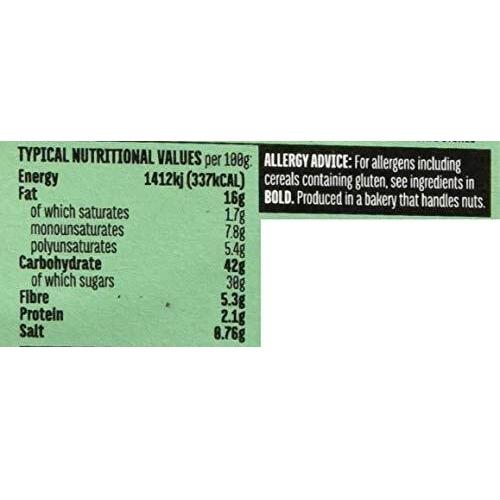 TYPICAL NUTRITIONAL VALUES per 100g:
Energy 1412kj (337kCAL)
Fat 16g
of which saturates 1.7g
monounsaturates 7.8g
polyunsaturates 5.4g
Carbohydrate 42g
of which sugars 30g
Fibre 5.3g
Protein 2.1g
Salt 0.76g
ALLERGY ADVICE: For allergens including
cereals containing gluten, see ingredients in
BOLD. Produced in a bakery that handles nuts.